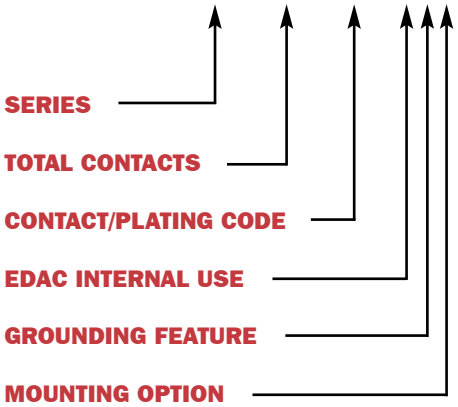 SERIES
TOTAL CONTACTS
CONTACT/PLATING CODE
EDAC INTERNAL USE
GROUNDING FEATURE
MOUNTING OPTION